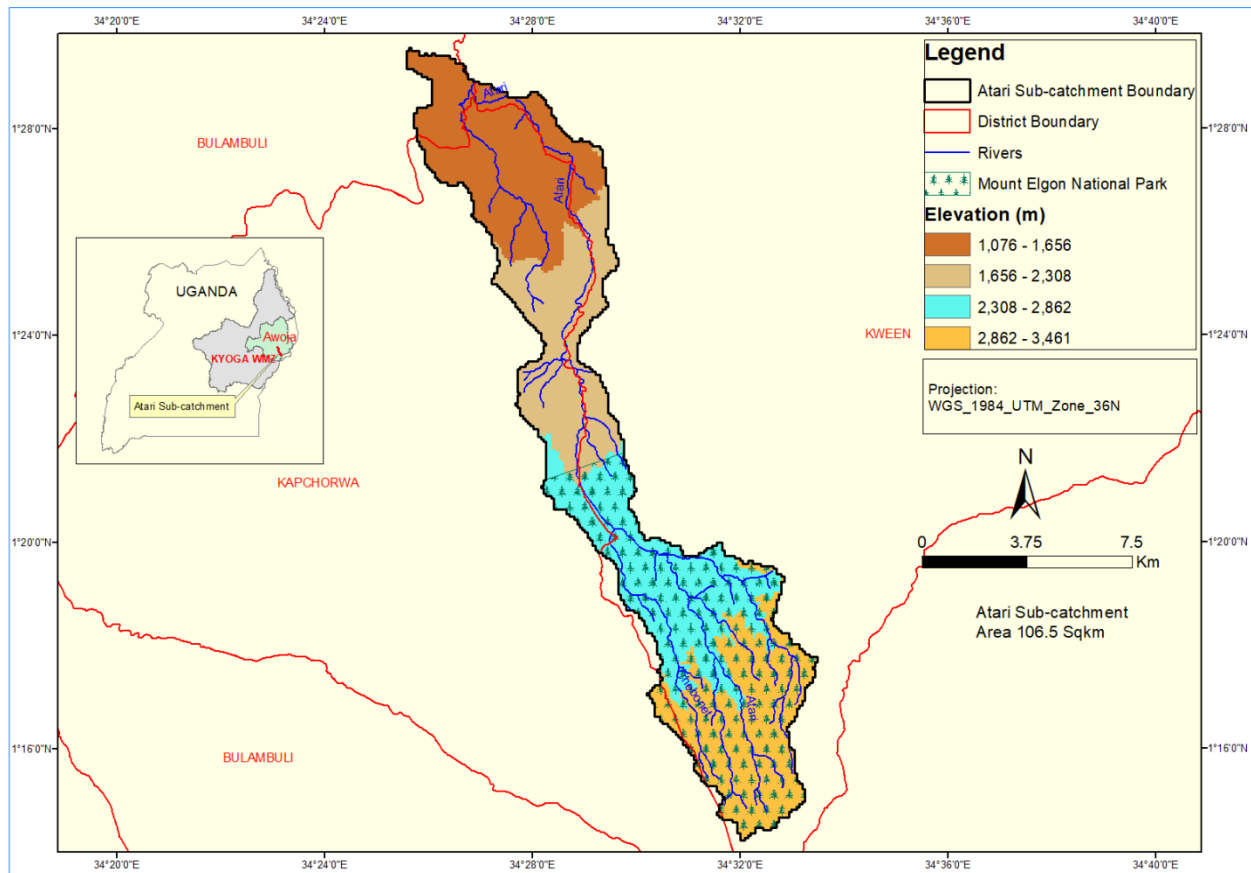 34°20'0"E 34°24'0"E 34°28'0"E 34°32'0"E 34°36'0"E 34°40'0"E
Legend
Atari Sub-catchment Boundary
District Boundary
Rivers
Mount Elgon National Park
Elevation (m)
1,076 - 1,656
1,656 - 2,308
2,308 - 2,862
2,862 - 3,461
Projection:
WGS_1984_UTM_Zone_36N
N
0 3.75 7.5
Km
Atari Sub-catchment
Area 106.5 Sqkm
1°28'0"N 1°28'0"N
1°24'0"N 1°24'0"N
1°20'0"N 1°20'0"N
1°16'0"N 1°16'0"N
BULAMBULI
Atari
Atari
UGANDA
Awoja
KYOGA WMZ
Atari Sub-catchment
KWEEN
KAPCHORWA
Atari
BULAMBULI
34°20'0"E 34°24'0"E 34°28'0"E 34°32'0"E 34°36'0"E 34°40'0"E